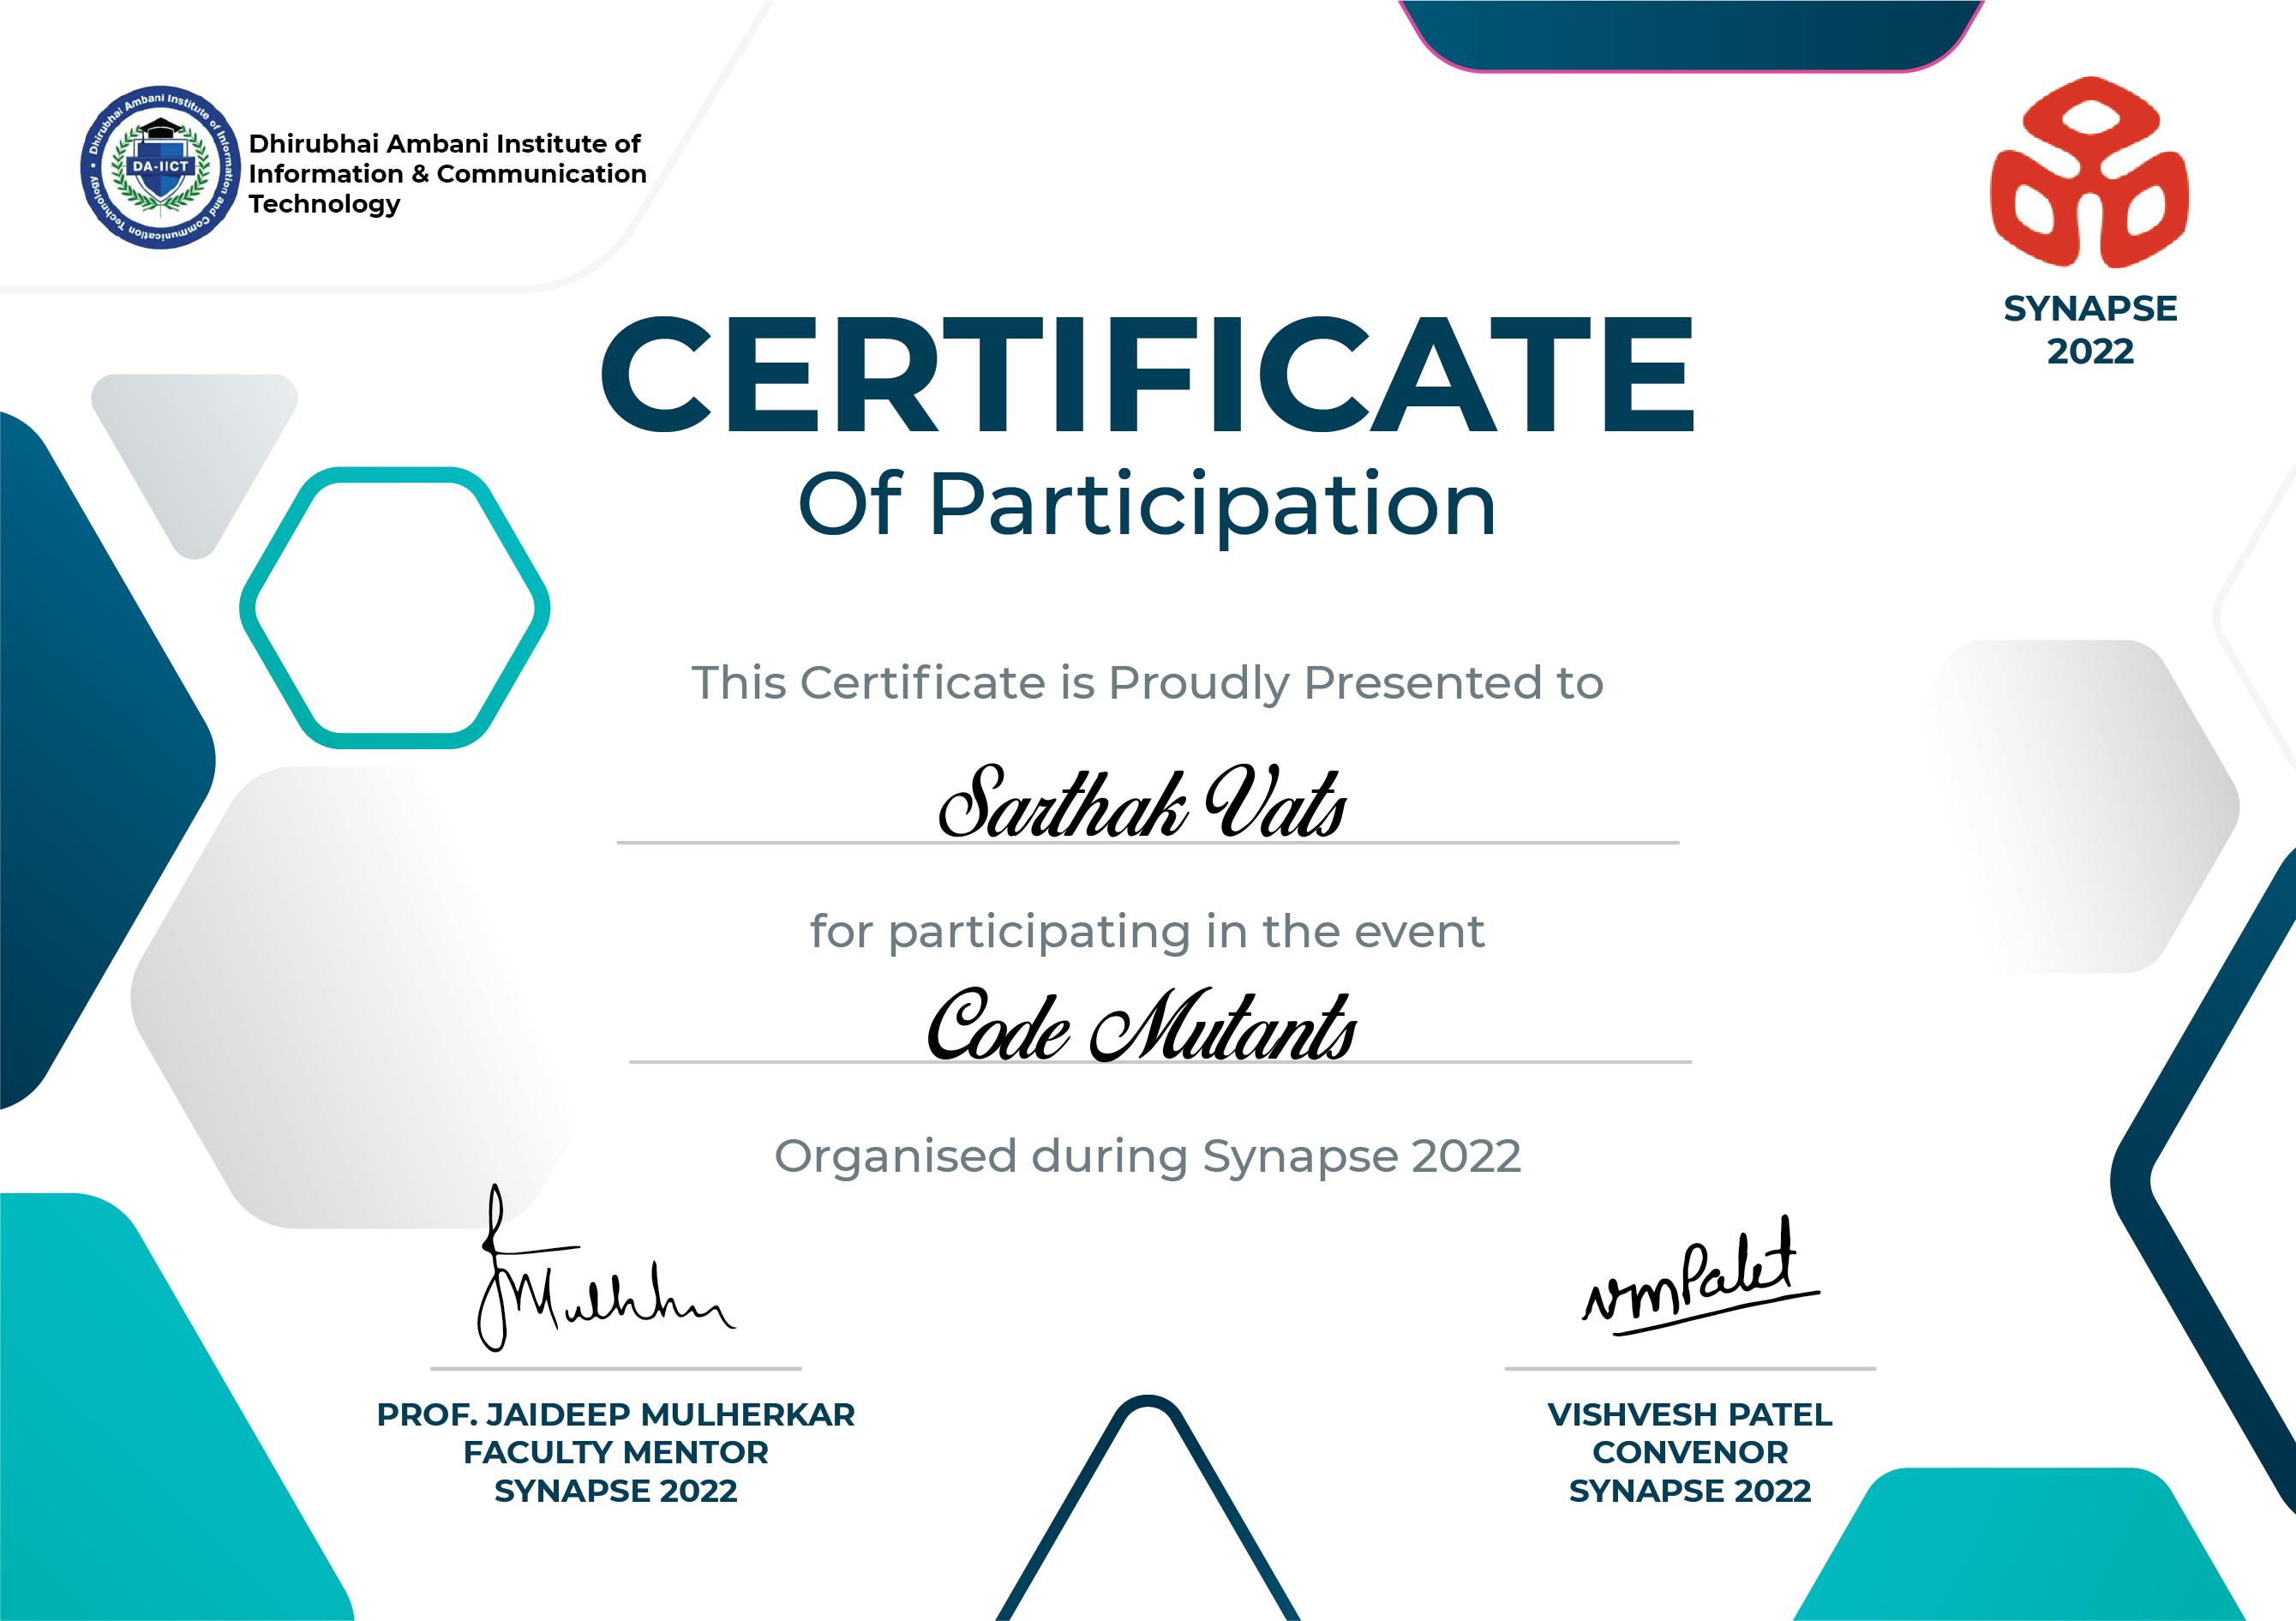 Dhirubhai Ambani Institute of Information and Communication Technology
DA-IICT
Dhirubhai Ambani Institute of
Information & Communication
Technology
SYNAPSE
2022
CERTIFICATE
Of Participation
This Certificate is Proudly Presented to
Sarthak Vats
for participating in the event
Code Mutants
Organised during Synapse 2022
JMulherkar
vmPatel
PROF. JAIDEEP MULHERKAR
FACULTY MENTOR
SYNAPSE 2022
VISHVESH PATEL
CONVENOR
SYNAPSE 2022